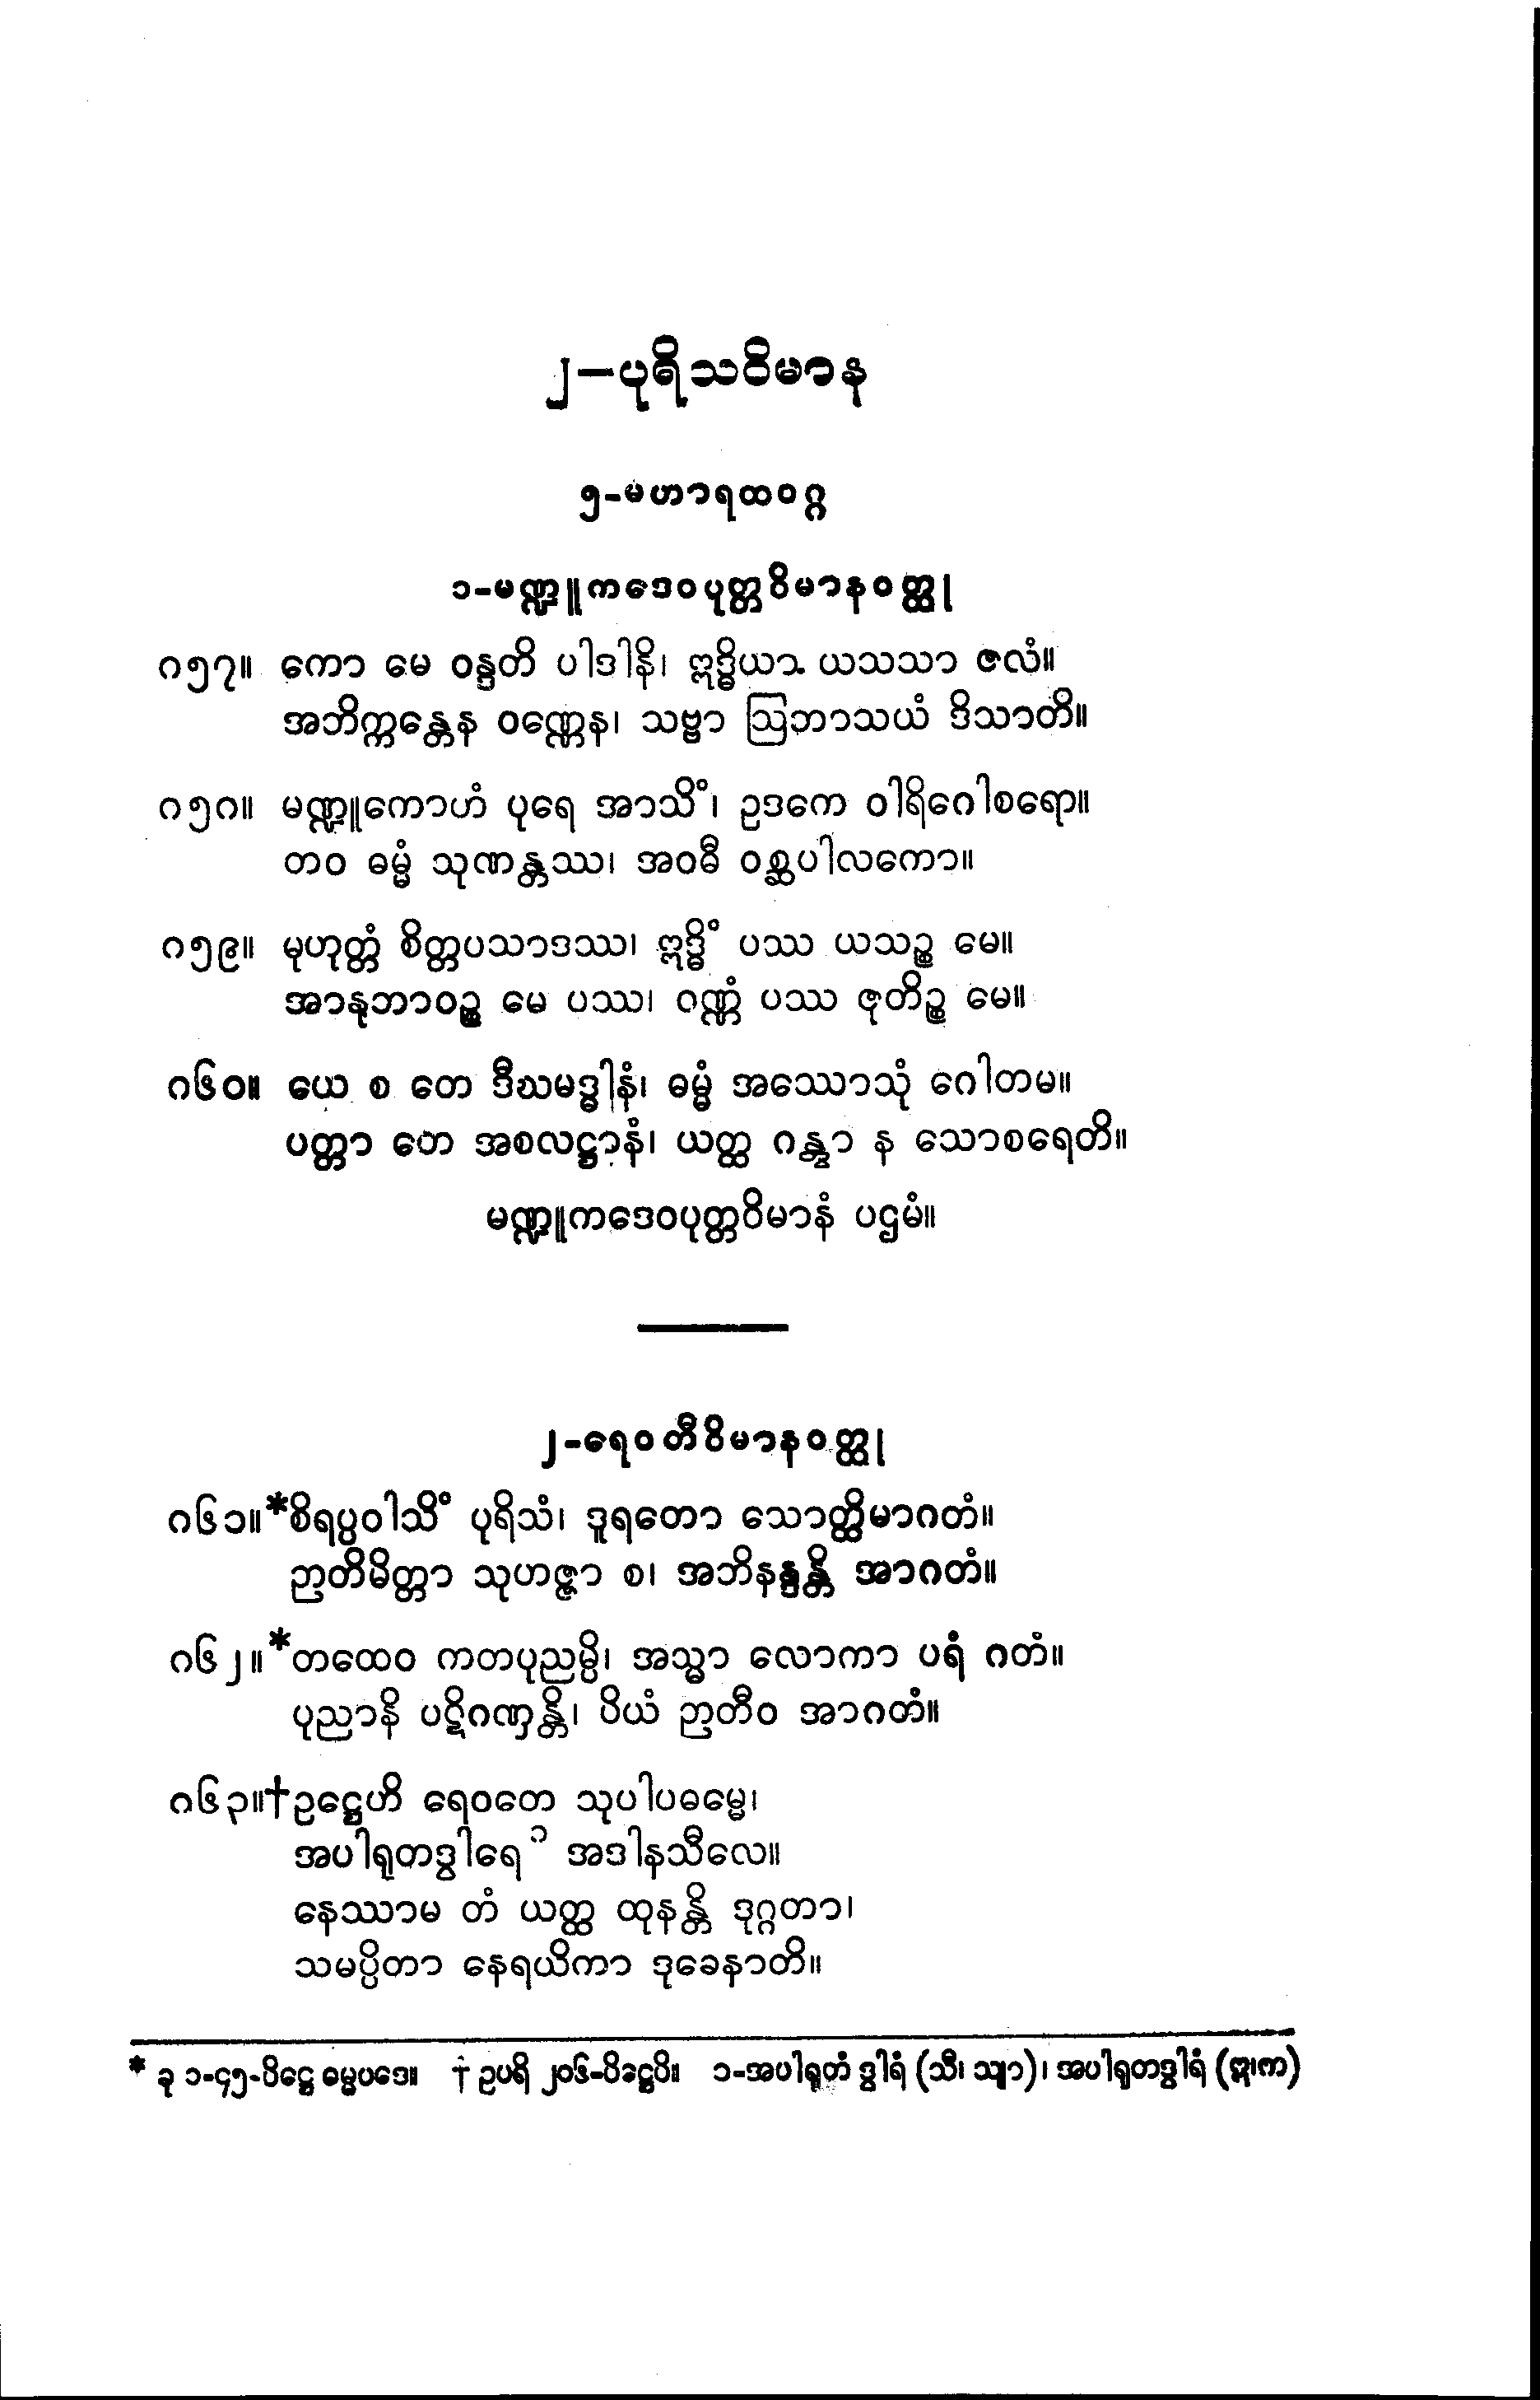 ၂–ပုရိသဝိမာန
၅-မဟာရထဝဂ္ဂ
၁-မဏ္ဍူကဒေဝပုတ္တဝိမာနဝတ္ထု
၈၅၇။ ကော မေ ဝန္ဒတိ ပါဒါနိ၊ ဣဒ္ဓိယာ ယသသာ ဇလံ။
အဘိက္ကန္တေန ဝဏ္ဏေန၊ သဗ္ဗာ ဩဘာသယံ ဒိသာတိ။
၈၅၈။ မဏ္ဍူကောဟံ ပုရေ အာသိံ၊ ဥဒကေ ဝါရိဂေါစရော။
တဝ ဓမ္မံ သုဏန္တဿ၊ အဝဓီ ဝစ္ဆပါလကော။
၈၅၉။ မုဟုတ္တံ စိတ္တပသာဒဿ၊ ဣဒ္ဓိံ ပဿ ယသဉ္စ မေ။
အာနုဘာဝဉ္စ မေ ပဿ၊ ဝဏ္ဏံ ပဿ ဇုတိဉ္စ မေ။
၈၆၀။ ယေ စ တေ ဒီဃမဒ္ဓါနံ၊ ဓမ္မံ အဿောသုံ ဂေါတမ။
ပတ္တာ တေ အစလဋ္ဌာနံ၊ ယတ္ထ ဂန္တွာ န သောစရေတိ။
မဏ္ဍူကဒေဝပုတ္တဝိမာနံ ပဌမံ။
၂-ရေဝတီဝိမာနဝတ္ထု
၈၆၁။*စိရပ္ပဝါသိံ ပုရိသံ၊ ဒူရတော သောတ္ထိမာဂတံ။
ဉာတိမိတ္တာ သုဟဇ္ဇာ စ၊ အဘိနန္ဒန္တိ အာဂတံ။
၈၆၂။*တထေဝ ကတပုညမ္ပိ၊ အသ္မာ လောကာ ပရံ ဂတံ။
ပုညာနိ ပဋိဂဏှန္တိ၊ ပိယံ ဉာတီဝ အာဂတံ။
၈၆၃။†ဥဋ္ဌေဟိ ရေဝတေ သုပါပဓမ္မေ၊
အပါရုတဒွါရေ ၁ အဒါနသီလေ။
နေဿာမ တံ ယတ္ထ ထုနန္တိ ဒုဂ္ဂတာ၊
သမပ္ပိတာ နေရယိကာ ဒုခေနာတိ။
* ခု ၁-၄၅-ပိဋ္ဌေ ဓမ္မပဒေ။ † ဥပရိ ၂၀၆-ပိဋ္ဌေပိ။ ၁-အပါရုတံ ဒွါရံ (သီ၊ သျာ)၊ အပါရုတဒွါရံ (ဋ္ဌ၊က)